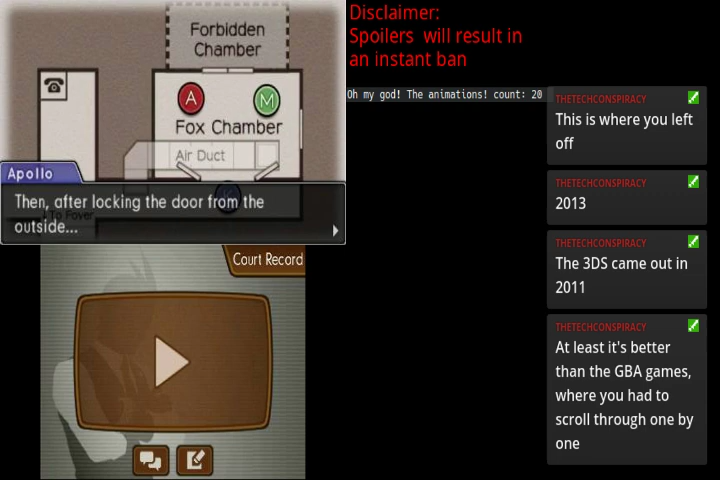 Forbidden
Chamber
A
M
Fox Chamber
Air Duct
To Foyer
Apollo
Then, after locking the door from the
outside...
Court Record
Disclaimer:
Spoilers will result in
an instant ban
Oh my god! The animations! count: 20
THETECHCONSPIRACY
This is where you left
off
THETECHCONSPIRACY
2013
THETECHCONSPIRACY
The 3DS came out in
2011
THETECHCONSPIRACY
At least it's better
than the GBA games,
where you had to
scroll through one by
one